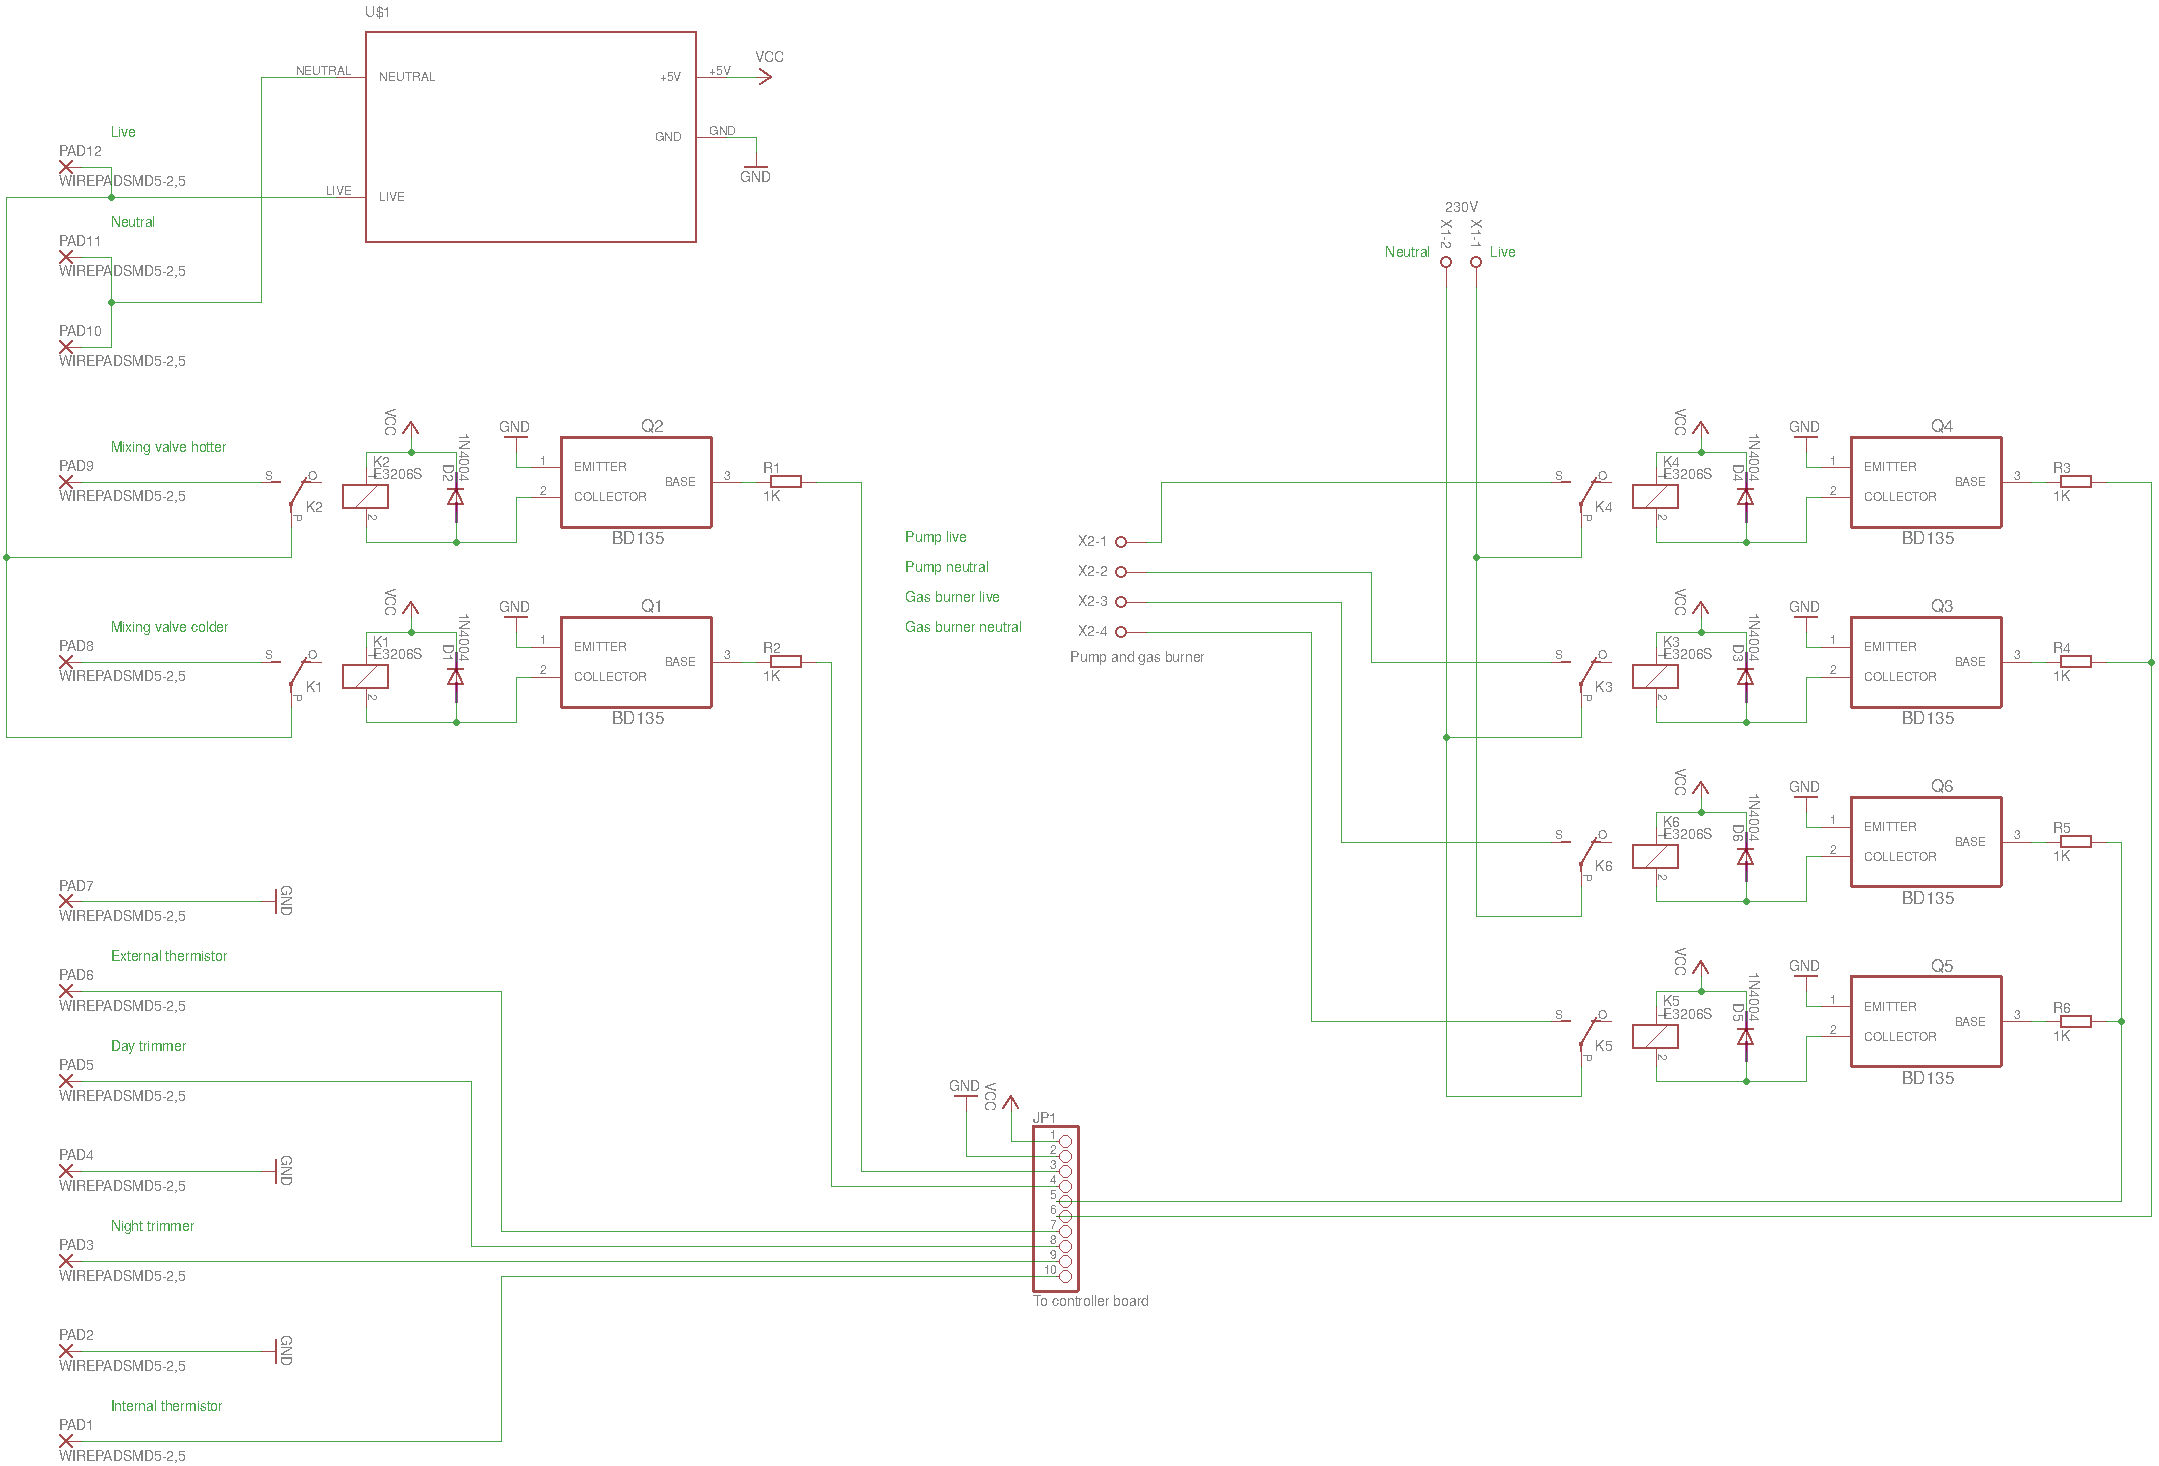 U$1
VCC
NEUTRAL
NEUTRAL
+5V
+5V
GND
GND
GND
LIVE
LIVE
Live
PAD12
WIREPADSMD5-2,5
Neutral
PAD11
WIREPADSMD5-2,5
PAD10
WIREPADSMD5-2,5
Mixing valve hotter
PAD9
WIREPADSMD5-2,5
S
O
P
K2
VCC
K2
1
E3206S
2
1N4004
D2
GND
Q2
1
EMITTER
2
COLLECTOR
BASE
3
BD135
R1
1K
Mixing valve colder
PAD8
WIREPADSMD5-2,5
S
O
P
K1
VCC
K1
1
E3206S
2
1N4004
D1
GND
Q1
1
EMITTER
2
COLLECTOR
BASE
3
BD135
R2
1K
PAD7
WIREPADSMD5-2,5
GND
External thermistor
PAD6
WIREPADSMD5-2,5
Day trimmer
PAD5
WIREPADSMD5-2,5
PAD4
WIREPADSMD5-2,5
GND
Night trimmer
PAD3
WIREPADSMD5-2,5
PAD2
WIREPADSMD5-2,5
GND
Internal thermistor
PAD1
WIREPADSMD5-2,5
GND
VCC
JP1
1
2
3
4
5
6
7
8
9
10
To controller board
Pump live
X2-1
Pump neutral
X2-2
Gas burner live
X2-3
Gas burner neutral
X2-4
Pump and gas burner
230V
X1-2
X1-1
Neutral
Live
S
O
P
K4
VCC
K4
1
E3206S
2
1N4004
D4
GND
Q4
1
EMITTER
2
COLLECTOR
BASE
3
BD135
R3
1K
S
O
P
K3
VCC
K3
1
E3206S
2
1N4004
D3
GND
Q3
1
EMITTER
2
COLLECTOR
BASE
3
BD135
R4
1K
S
O
P
K6
VCC
K6
1
E3206S
2
1N4004
D6
GND
Q6
1
EMITTER
2
COLLECTOR
BASE
3
BD135
R5
1K
S
O
P
K5
VCC
K5
1
E3206S
2
1N4004
D5
GND
Q5
1
EMITTER
2
COLLECTOR
BASE
3
BD135
R6
1K